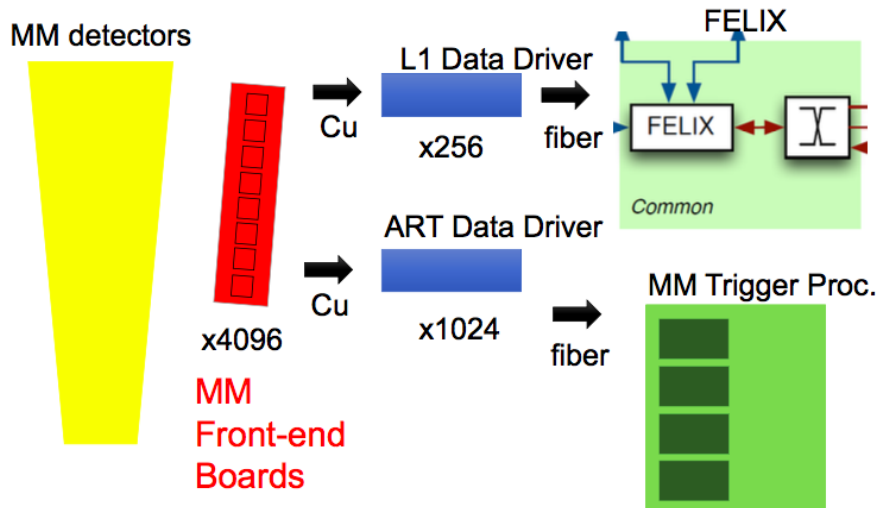 MM detectors
L1 Data Driver
FELIX
Cu
x256
fiber
FELIX
Common
ART Data Driver
Cu
x1024
fiber
MM Trigger Proc.
x4096
MM
Front-end
Boards